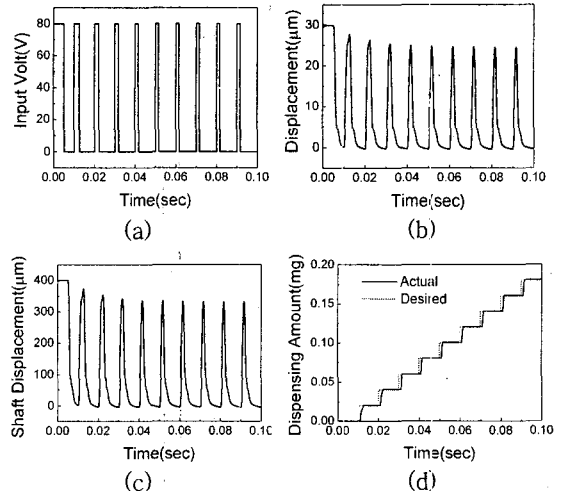 Input Volt(V)
80
60
40
20
0
0.00 0.02 0.04 0.06 0.08 0.10
Time(sec)
(a)
Displacement(μm)
30
20
10
0
0.00 0.02 0.04 0.06 0.08 0.10
Time(sec)
(b)
Shaft Displacement(μm)
400
300
200
100
0
0.00 0.02 0.04 0.06 0.08 0.10
Time(sec)
(c)
Dispensing Amount(mg)
0.20
0.15
0.10
0.05
0.00
Actual
Desired
0.00 0.02 0.04 0.06 0.08 0.10
Time(sec)
(d)